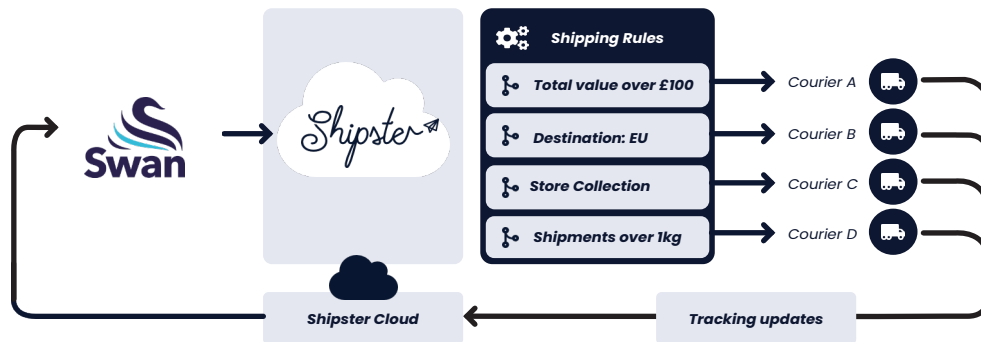 Swan
Shipster
Shipping Rules
Total value over £100
Courier A
Destination: EU
Courier B
Store Collection
Courier C
Shipments over 1kg
Courier D
Shipster Cloud
Tracking updates